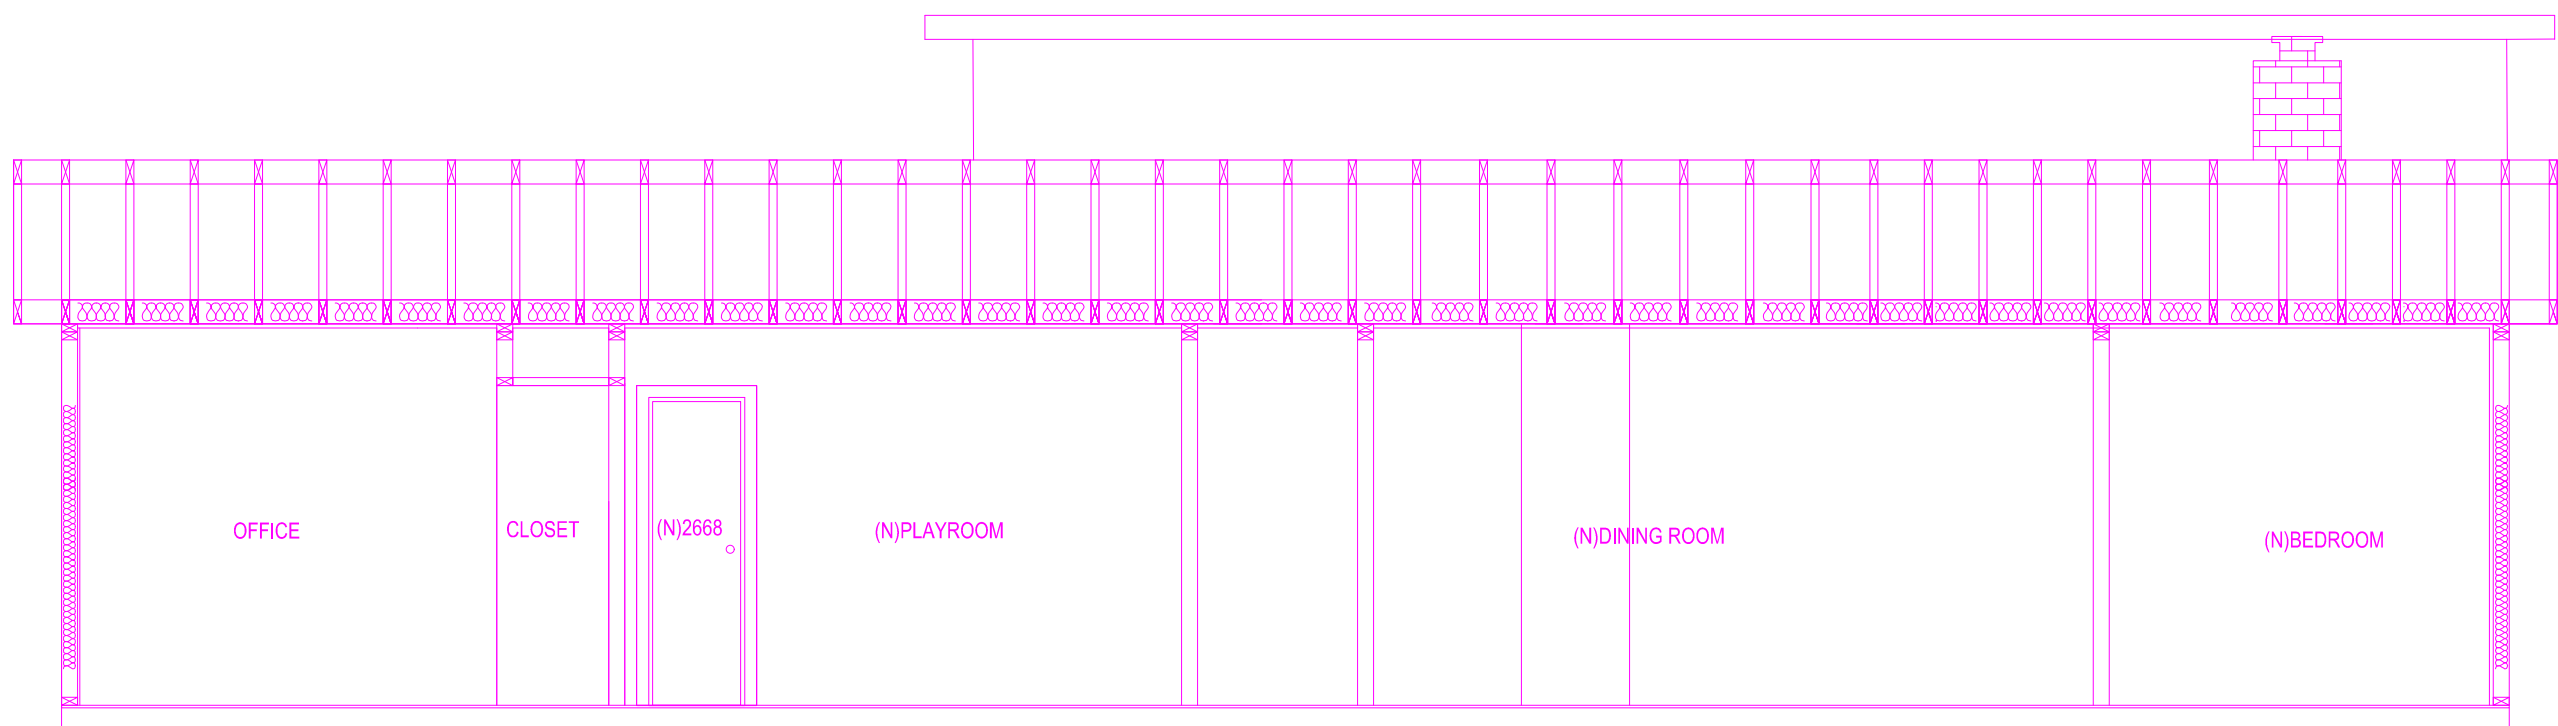 OFFICE
CLOSET
(N)2668
(N)PLAYROOM
(N)DINING ROOM
(N)BEDROOM